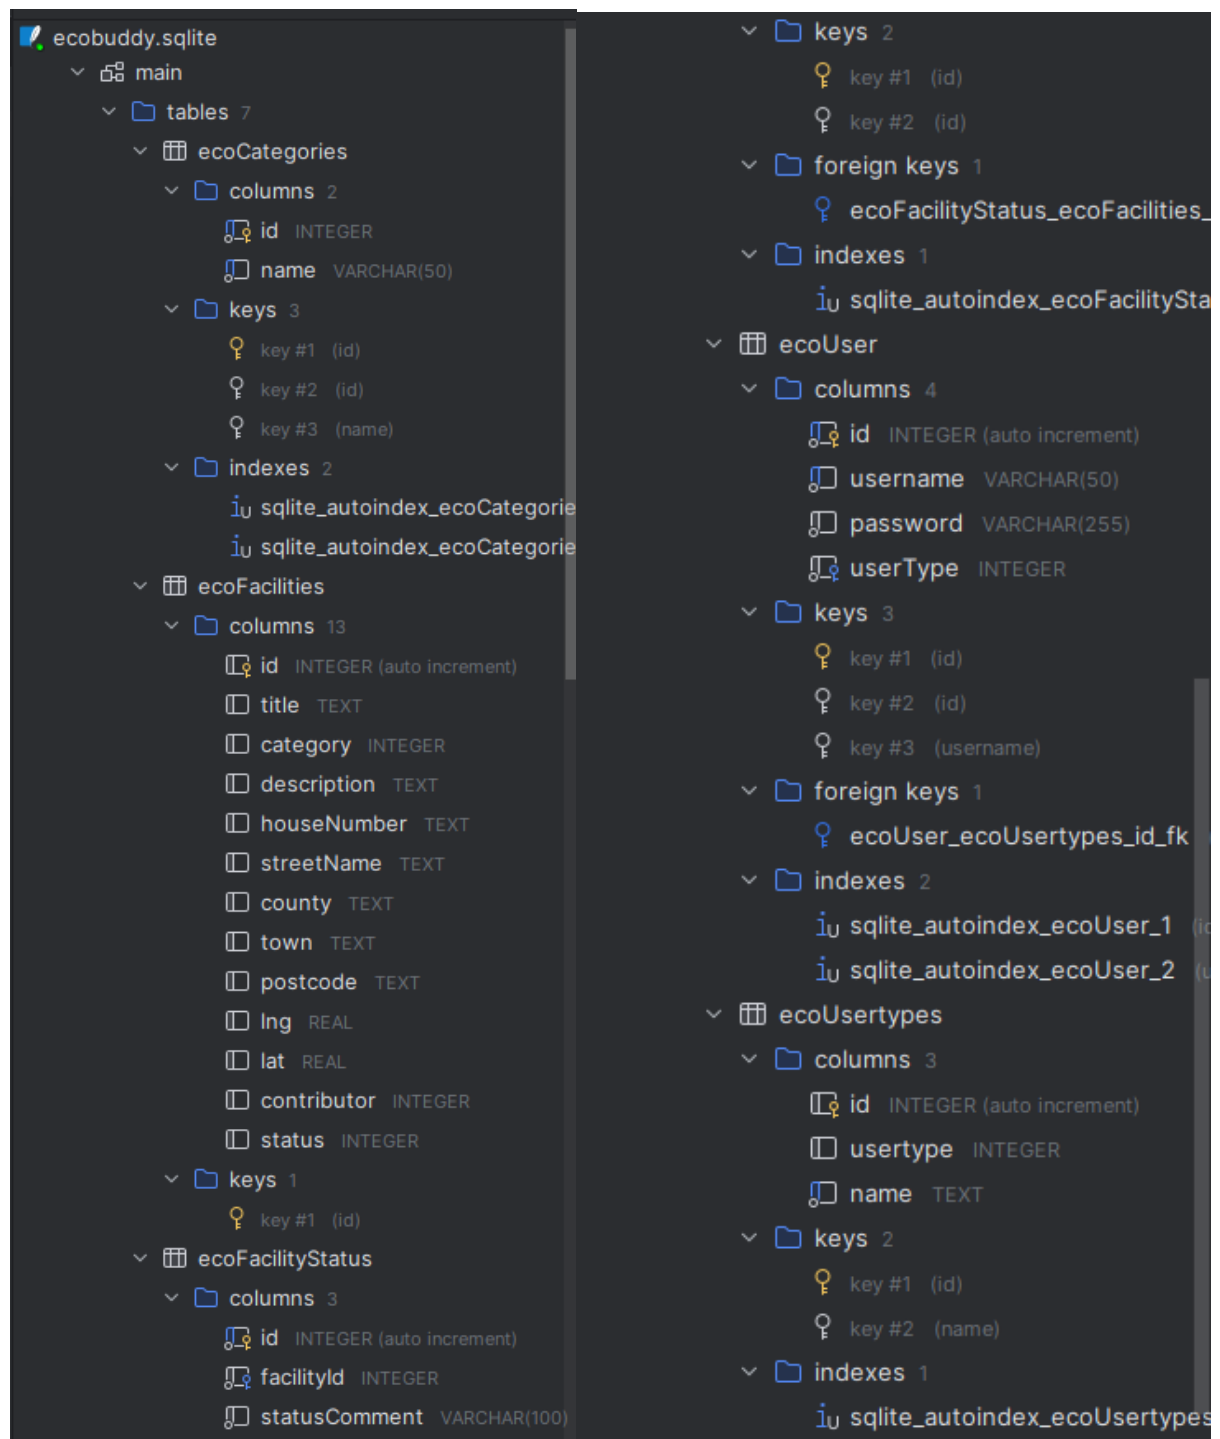 ecobuddy.sqlite
main
tables 7
ecoCategories
columns 2
id INTEGER
name VARCHAR(50)
keys 3
key #1 (id)
key #2 (id)
key #3 (name)
indexes 2
sqlite_autoindex_ecoCategorie
sqlite_autoindex_ecoCategorie
ecoFacilities
columns 13
id INTEGER (auto increment)
title TEXT
category INTEGER
description TEXT
houseNumber TEXT
streetName TEXT
county TEXT
town TEXT
postcode TEXT
lng REAL
lat REAL
contributor INTEGER
status INTEGER
keys 1
key #1 (id)
ecoFacilityStatus
columns 3
id INTEGER (auto increment)
facilityId INTEGER
statusComment VARCHAR(100)
keys 2
key #1 (id)
key #2 (id)
foreign keys 1
ecoFacilityStatus_ecoFacilities_
indexes 1
sqlite_autoindex_ecoFacilitySta
ecoUser
columns 4
id INTEGER (auto increment)
username VARCHAR(50)
password VARCHAR(255)
userType INTEGER
keys 3
key #1 (id)
key #2 (id)
key #3 (username)
foreign keys 1
ecoUser_ecoUsertypes_id_fk
indexes 2
sqlite_autoindex_ecoUser_1
sqlite_autoindex_ecoUser_2
ecoUsertypes
columns 3
id INTEGER (auto increment)
usertype INTEGER
name TEXT
keys 2
key #1 (id)
key #2 (name)
indexes 1
sqlite_autoindex_ecoUsertypes